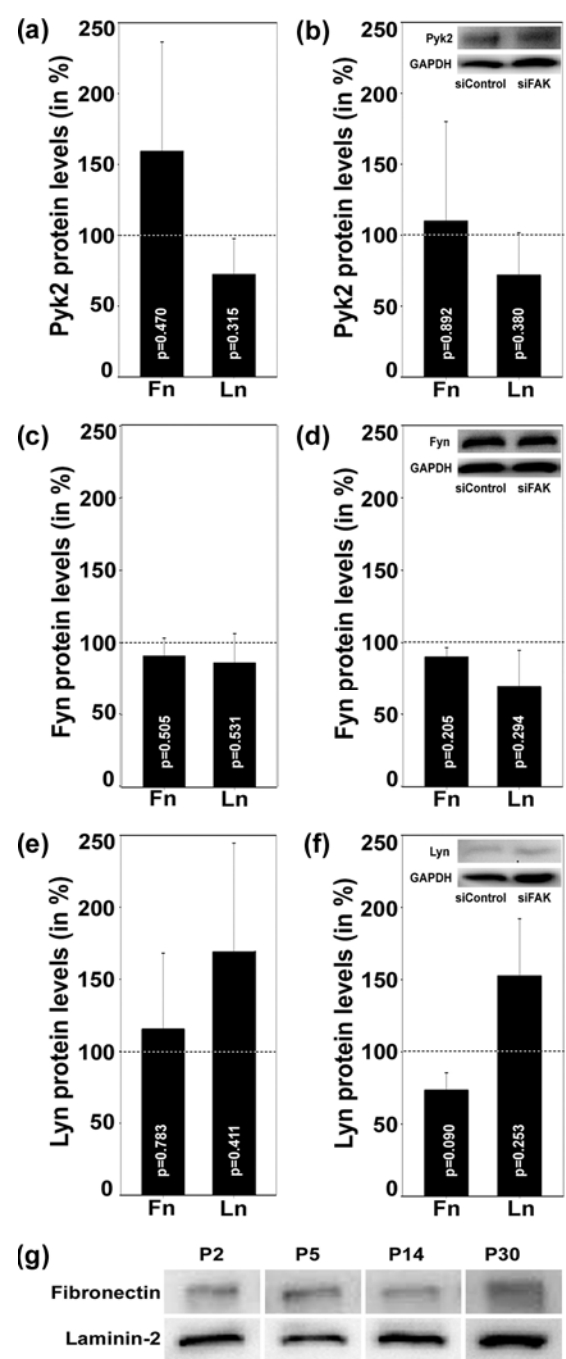 (a)
Pyk2 protein levels (in %)
250
200
150
100
50
0
p=0.470
p=0.315
Fn Ln
(b)
Pyk2 protein levels (in %)
250
200
150
100
50
0
Pyk2
GAPDH
siControl siFAK
p=0.892
p=0.380
Fn Ln
(c)
Fyn protein levels (in %)
250
200
150
100
50
0
p=0.505
p=0.531
Fn Ln
(d)
Fyn protein levels (in %)
250
200
150
100
50
0
Fyn
GAPDH
siControl siFAK
p=0.205
p=0.294
Fn Ln
(e)
Lyn protein levels (in %)
250
200
150
100
50
0
p=0.783
p=0.411
Fn Ln
(f)
Lyn protein levels (in %)
250
200
150
100
50
0
Lyn
GAPDH
siControl siFAK
p=0.090
p=0.253
Fn Ln
(g)
P2 P5 P14 P30
Fibronectin
Laminin-2